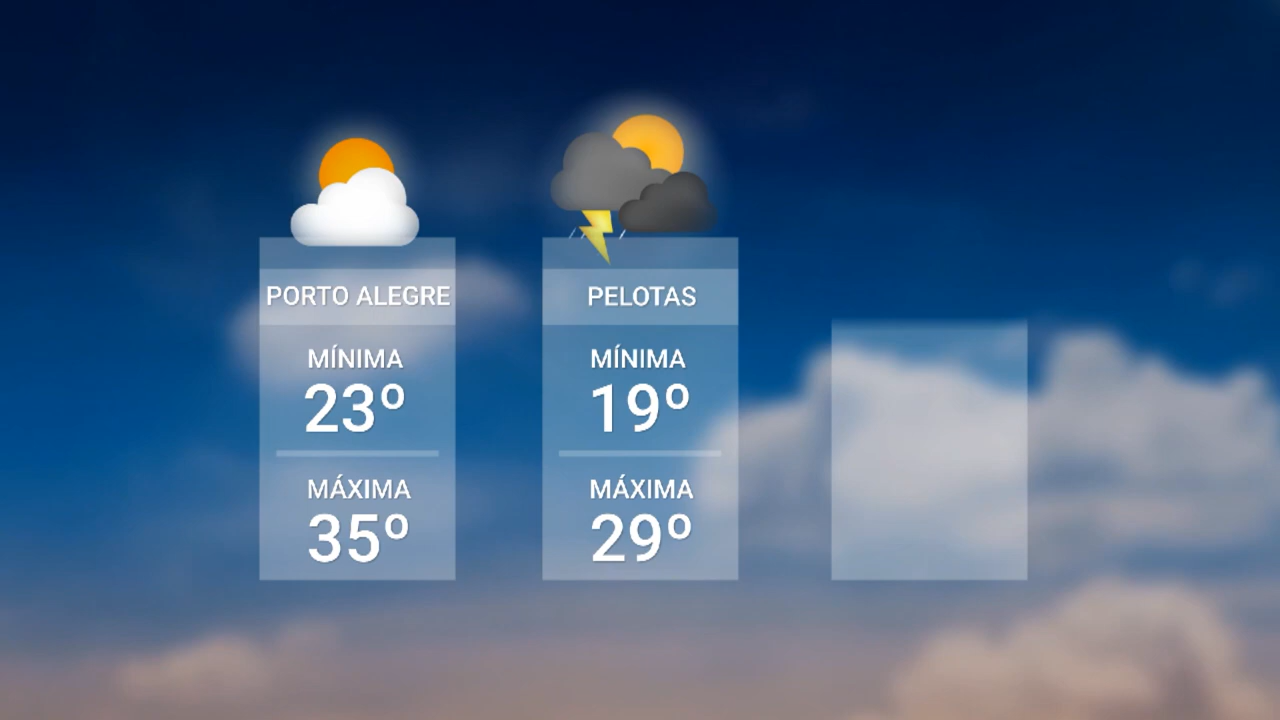 PORTO ALEGRE
MÍNIMA
23º
MÁXIMA
35º
PELOTAS
MÍNIMA
19º
MÁXIMA
29º